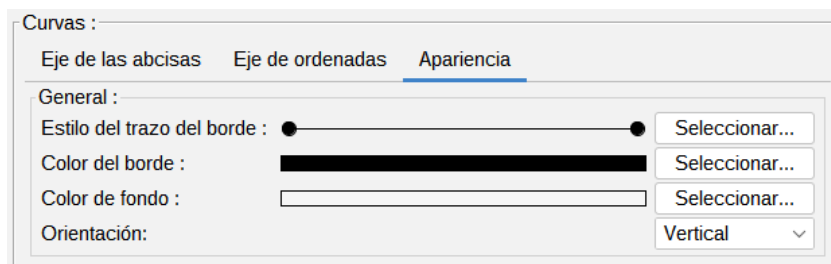 Curvas :
Eje de las abcisas Eje de ordenadas Apariencia
General :
Estilo del trazo del borde : Seleccionar...
Color del borde : Seleccionar...
Color de fondo : Seleccionar...
Orientación: Vertical